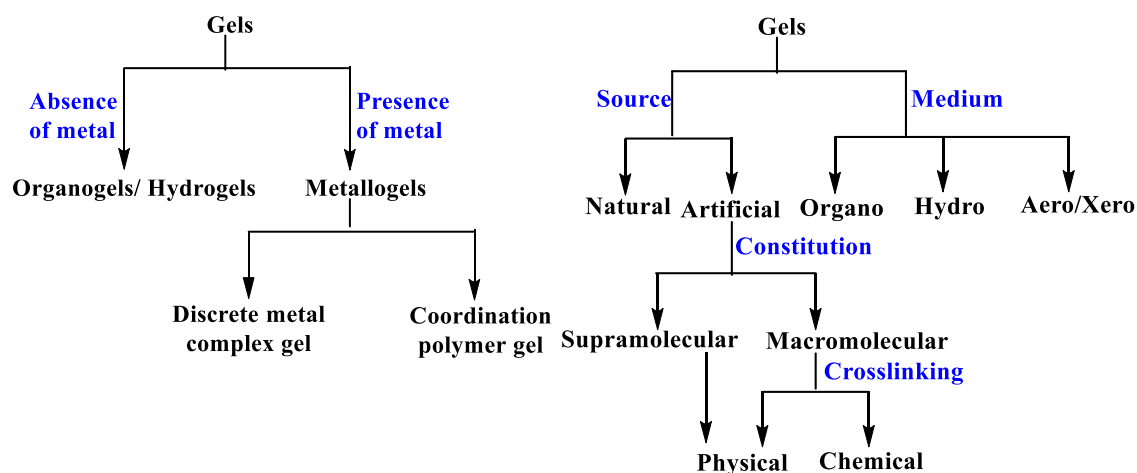 Gels
Absence
of metal
Presence
of metal
Organogels/ Hydrogels
Metallogels
Discrete metal
complex gel
Coordination
polymer gel
Gels
Source
Medium
Natural
Artificial
Organo
Hydro
Aero/Xero
Constitution
Supramolecular
Macromolecular
Crosslinking
Physical
Chemical